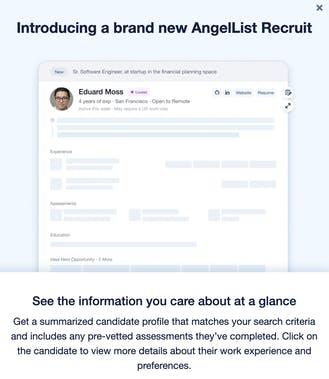 Introducing a brand new AngelList Recruit
New Sr. Software Engineer, at startup in the financial planning space
Eduard Moss Curated
Website Resume
4 years of exp · San Francisco · Open to Remote
Active this week · May require a US work visa
Experience
Assessments
Education
Ideal Next Opportunity · 3 More
See the information you care about at a glance
Get a summarized candidate profile that matches your search criteria
and includes any pre-vetted assessments they've completed. Click on
the candidate to view more details about their work experience and
preferences.